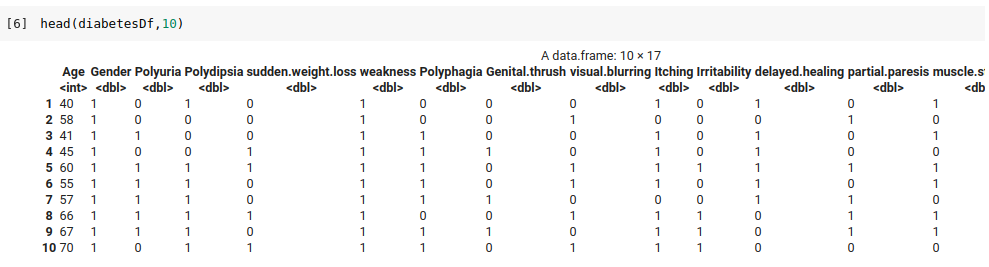 [6] head(diabetesDf,10)
A data.frame: 10 × 17
Age Gender Polyuria Polydipsia sudden.weight.loss weakness Polyphagia Genital.thrush visual.blurring Itching Irritability delayed.healing partial.paresis muscle.s
<int> <dbl> <dbl> <dbl> <dbl> <dbl> <dbl> <dbl> <dbl> <dbl> <dbl> <dbl> <dbl> <db
1 40 1 0 1 0 1 0 0 0 1 0 1 0 1
2 58 1 0 0 0 1 0 0 1 0 0 0 1 0
3 41 1 1 0 0 1 1 0 0 1 0 1 0 1
4 45 1 0 0 1 1 1 1 0 1 0 1 0 0
5 60 1 1 1 1 1 1 0 1 1 1 1 1 1
6 55 1 1 1 0 1 1 0 1 1 0 1 0 1
7 57 1 1 1 0 1 1 1 0 0 0 1 1 0
8 66 1 1 1 1 1 0 0 1 1 1 0 1 1
9 67 1 1 1 0 1 1 1 0 1 1 0 1 1
10 70 1 0 1 1 1 1 0 1 1 1 0 0 0